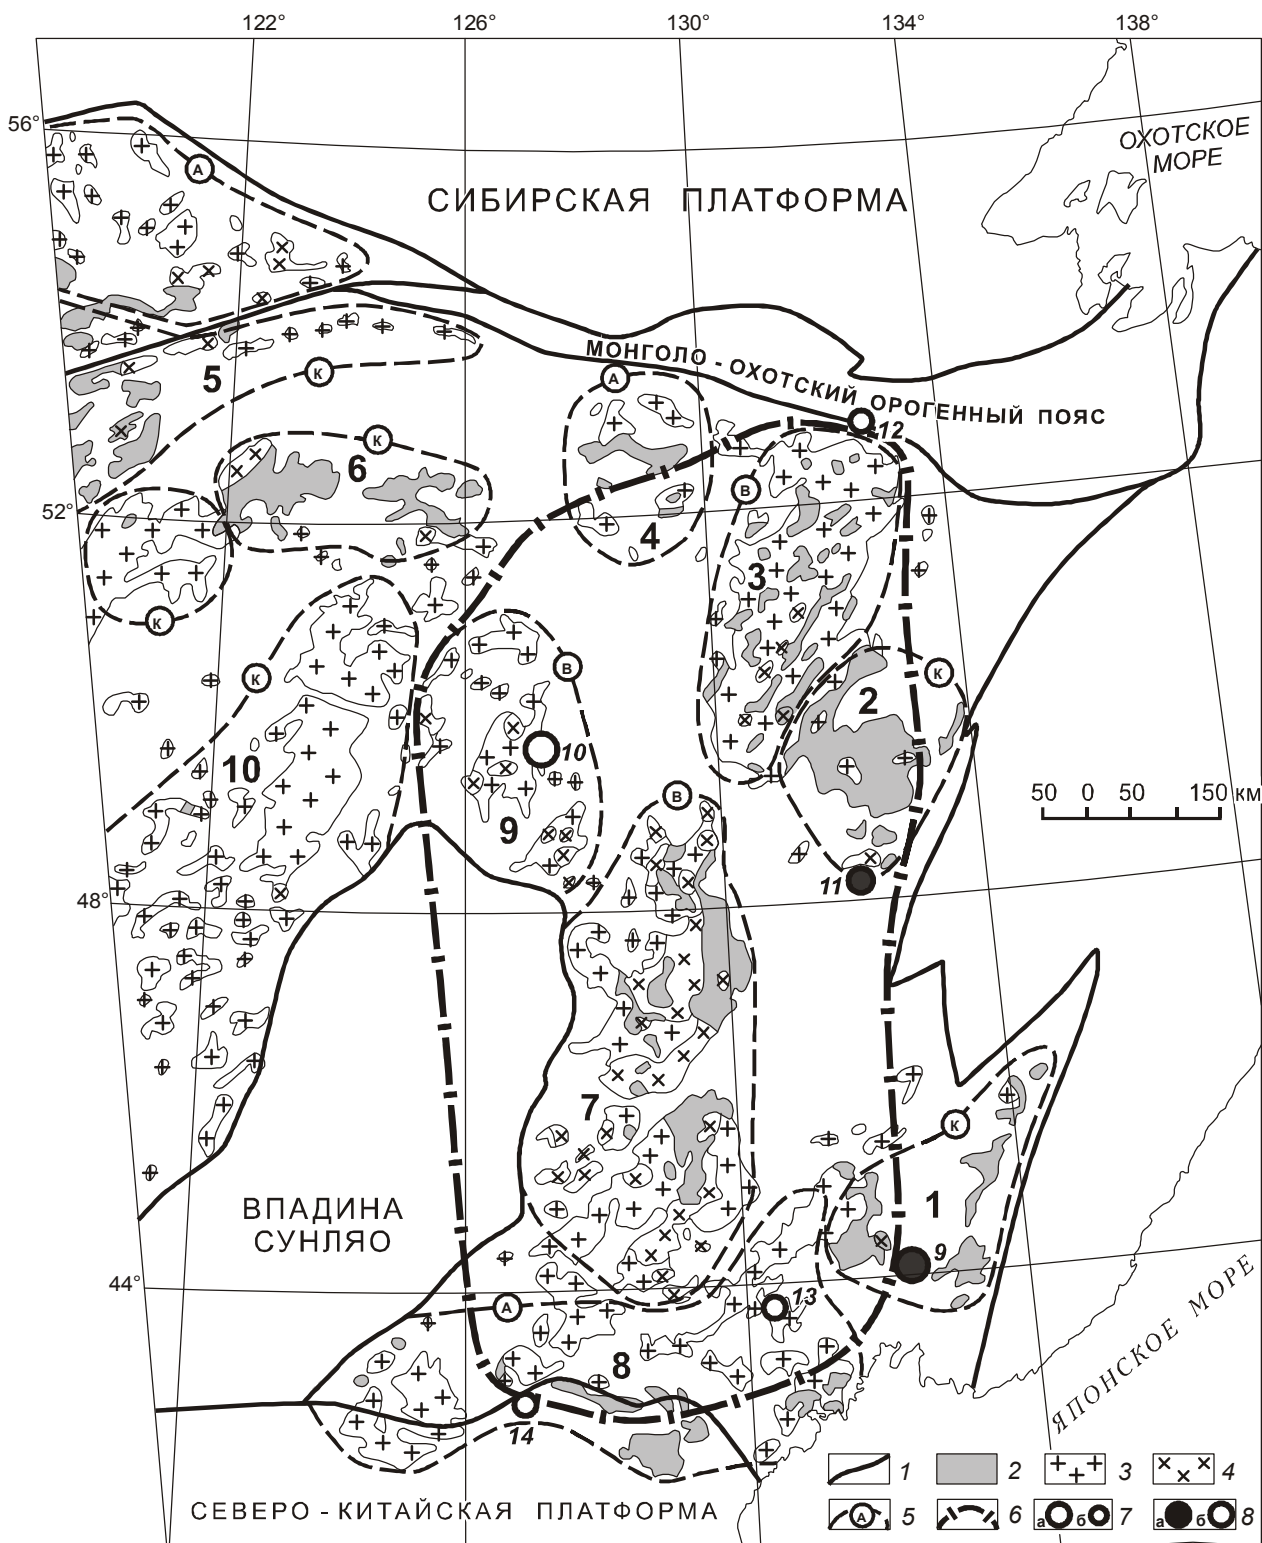 122° 126° 130° 134° 138°
56°
ОХОТСКОЕ
МОРЕ
А
СИБИРСКАЯ ПЛАТФОРМА
МОНГОЛО - ОХОТСКИЙ ОРОГЕННЫЙ ПОЯС
5
К
А
12
К
6
В
52°
4
3
К
В
К
К
2
10
10
50 0 50 150 км
В
9
11
48°
7
К
ВПАДИНА
СУНЛЯО
1
9
44°
А
13
8
ЯПОНСКОЕ МОРЕ
14
СЕВЕРО - КИТАЙСКАЯ ПЛАТФОРМА
1 2 3 4
А 5 6 а б 7 а б 8